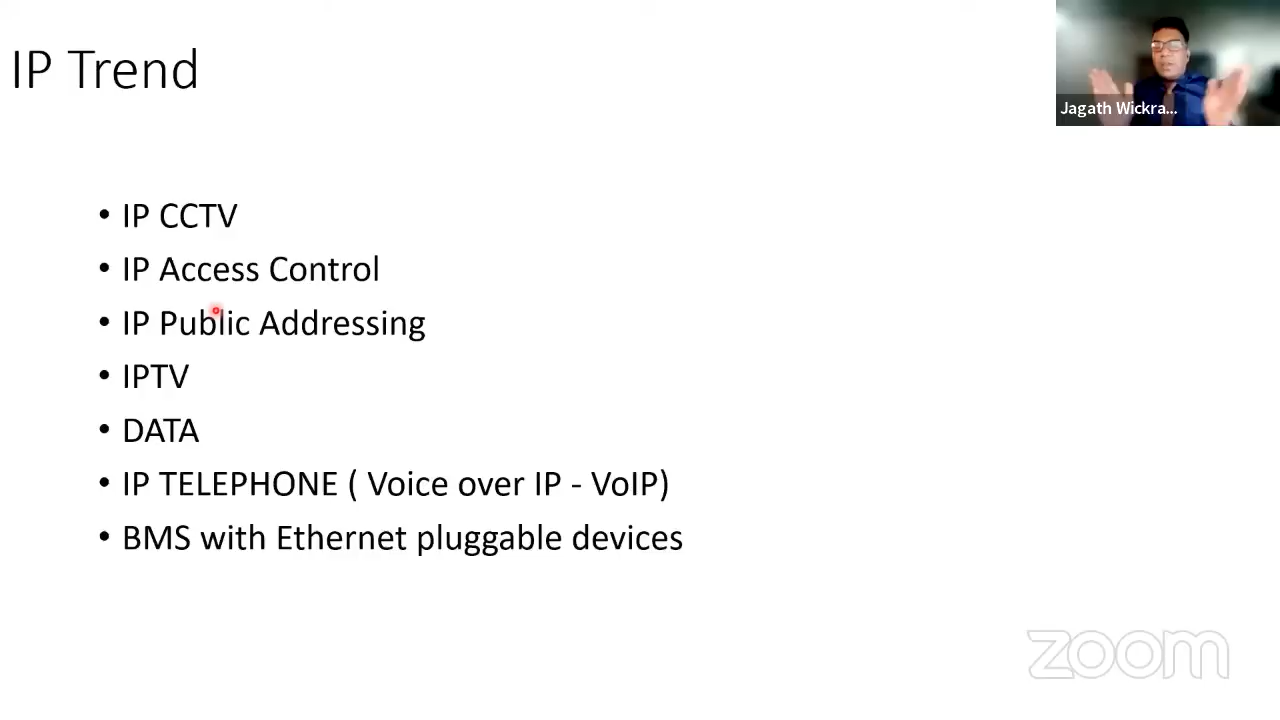 IP Trend
Jagath Wickra...
• IP CCTV
• IP Access Control
• IP Public Addressing
• IPTV
• DATA
• IP TELEPHONE ( Voice over IP - VoIP)
• BMS with Ethernet pluggable devices
zoom